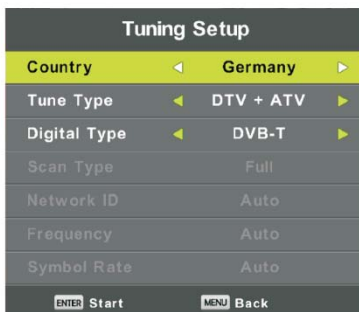 Tuning Setup
Country Germany
Tune Type DTV + ATV
Digital Type DVB-T
Scan Type Full
Network ID Auto
Frequency Auto
Symbol Rate Auto
ENTER Start MENU Back